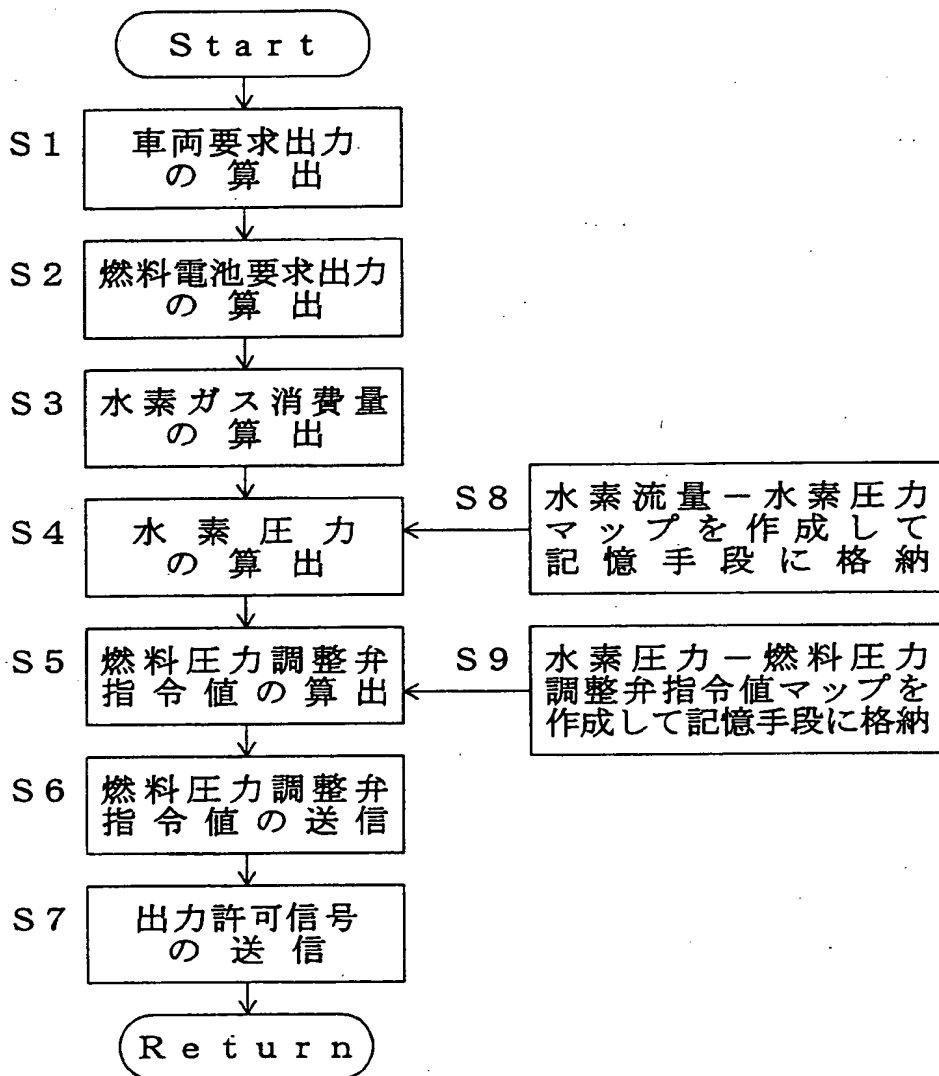 Start
S1
車両要求出力
の算出
S2
燃料電池要求出力
の算出
S3
水素ガス消費量
の算出
S4
水素圧力
の算出
S8
水素流量－水素圧力
マップを作成して
記憶手段に格納
S5
燃料圧力調整弁
指令値の算出
S9
水素圧力－燃料圧力
調整弁指令値マップを
作成して記憶手段に格納
S6
燃料圧力調整弁
指令値の送信
S7
出力許可信号
の送信
Return